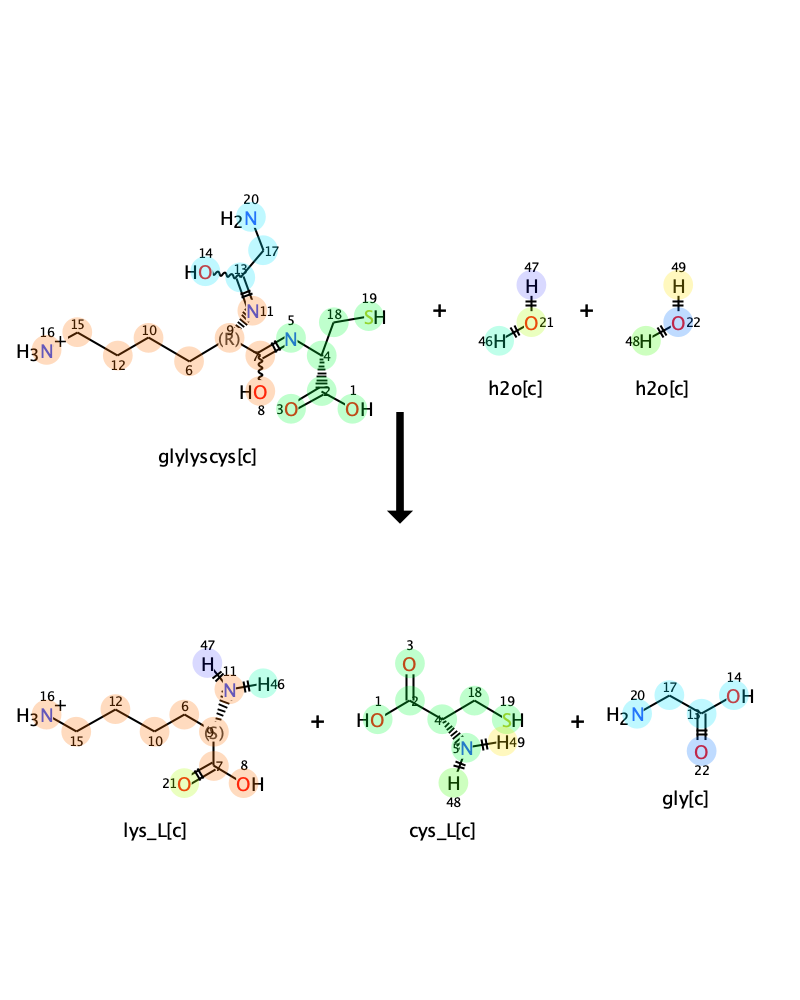 20
H2N
17
14
HO
13
N
11
16
H3N+
15
12
10
6
9
(R)
7
HO
8
5
N
4
18
19
SH
2
3
O
1
OH
glylyscys[c]
+
47
H
O
21
46
H
h2o[c]
+
49
H
O
22
48
H
h2o[c]
16
H3N+
15
12
10
6
9
(S)
47
H
11
N
H
46
7
21
O
8
OH
lys_L[c]
+
3
O
1
HO
2
4
18
19
SH
5
N
H
49
H
48
cys_L[c]
+
20
H2N
17
13
14
OH
O
22
gly[c]